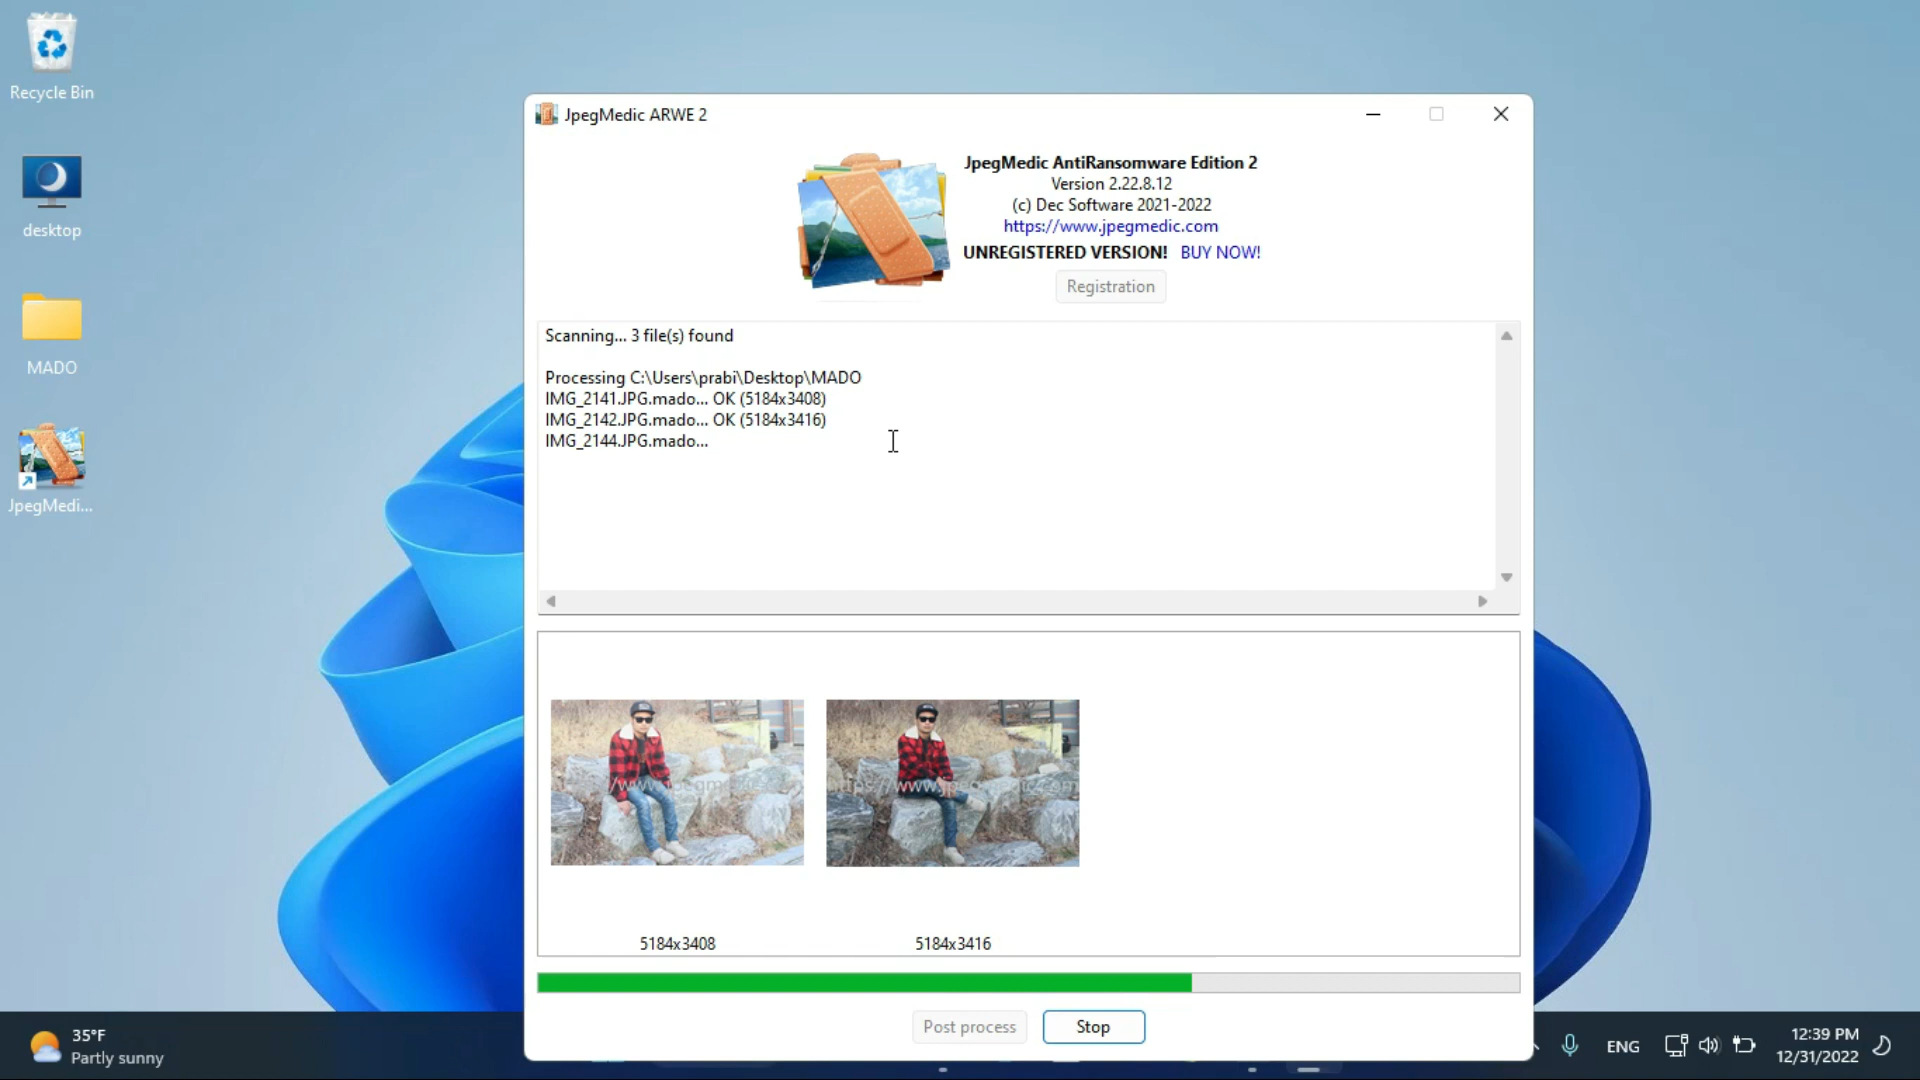 Recycle Bin
desktop
MADO
JpegMedi...
JpegMedic ARWE 2
JpegMedic AntiRansomware Edition 2
Version 2.22.8.12
(c) Dec Software 2021-2022
https://www.jpegmedic.com
UNREGISTERED VERSION! BUY NOW!
Registration
Scanning... 3 file(s) found
Processing C:\Users\prabi\Desktop\MADO
IMG_2141.JPG.mado... OK (5184x3408)
IMG_2142.JPG.mado... OK (5184x3416)
IMG_2144.JPG.mado...
5184x3408
5184x3416
Post process
Stop
35°F
Partly sunny
ENG
12:39 PM
12/31/2022